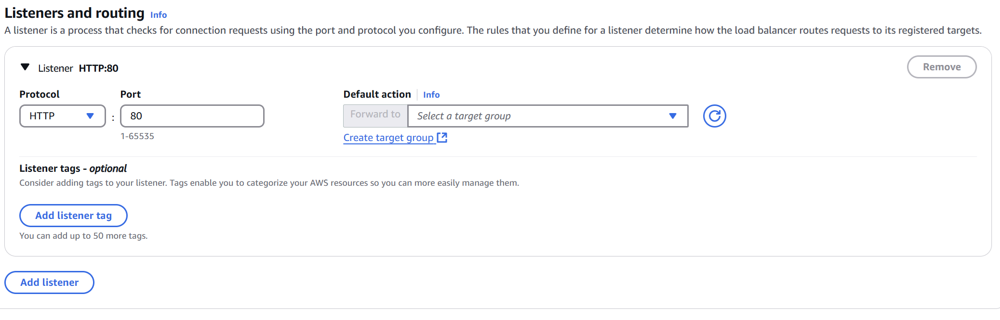 Listeners and routing Info
A listener is a process that checks for connection requests using the port and protocol you configure. The rules that you define for a listener determine how the load balancer routes requests to its registered targets.
Listener HTTP:80
Remove
Protocol Port Default action Info
HTTP : 80 Forward to Select a target group
1-65535
Create target group
Listener tags - optional
Consider adding tags to your listener. Tags enable you to categorize your AWS resources so you can more easily manage them.
Add listener tag
You can add up to 50 more tags.
Add listener